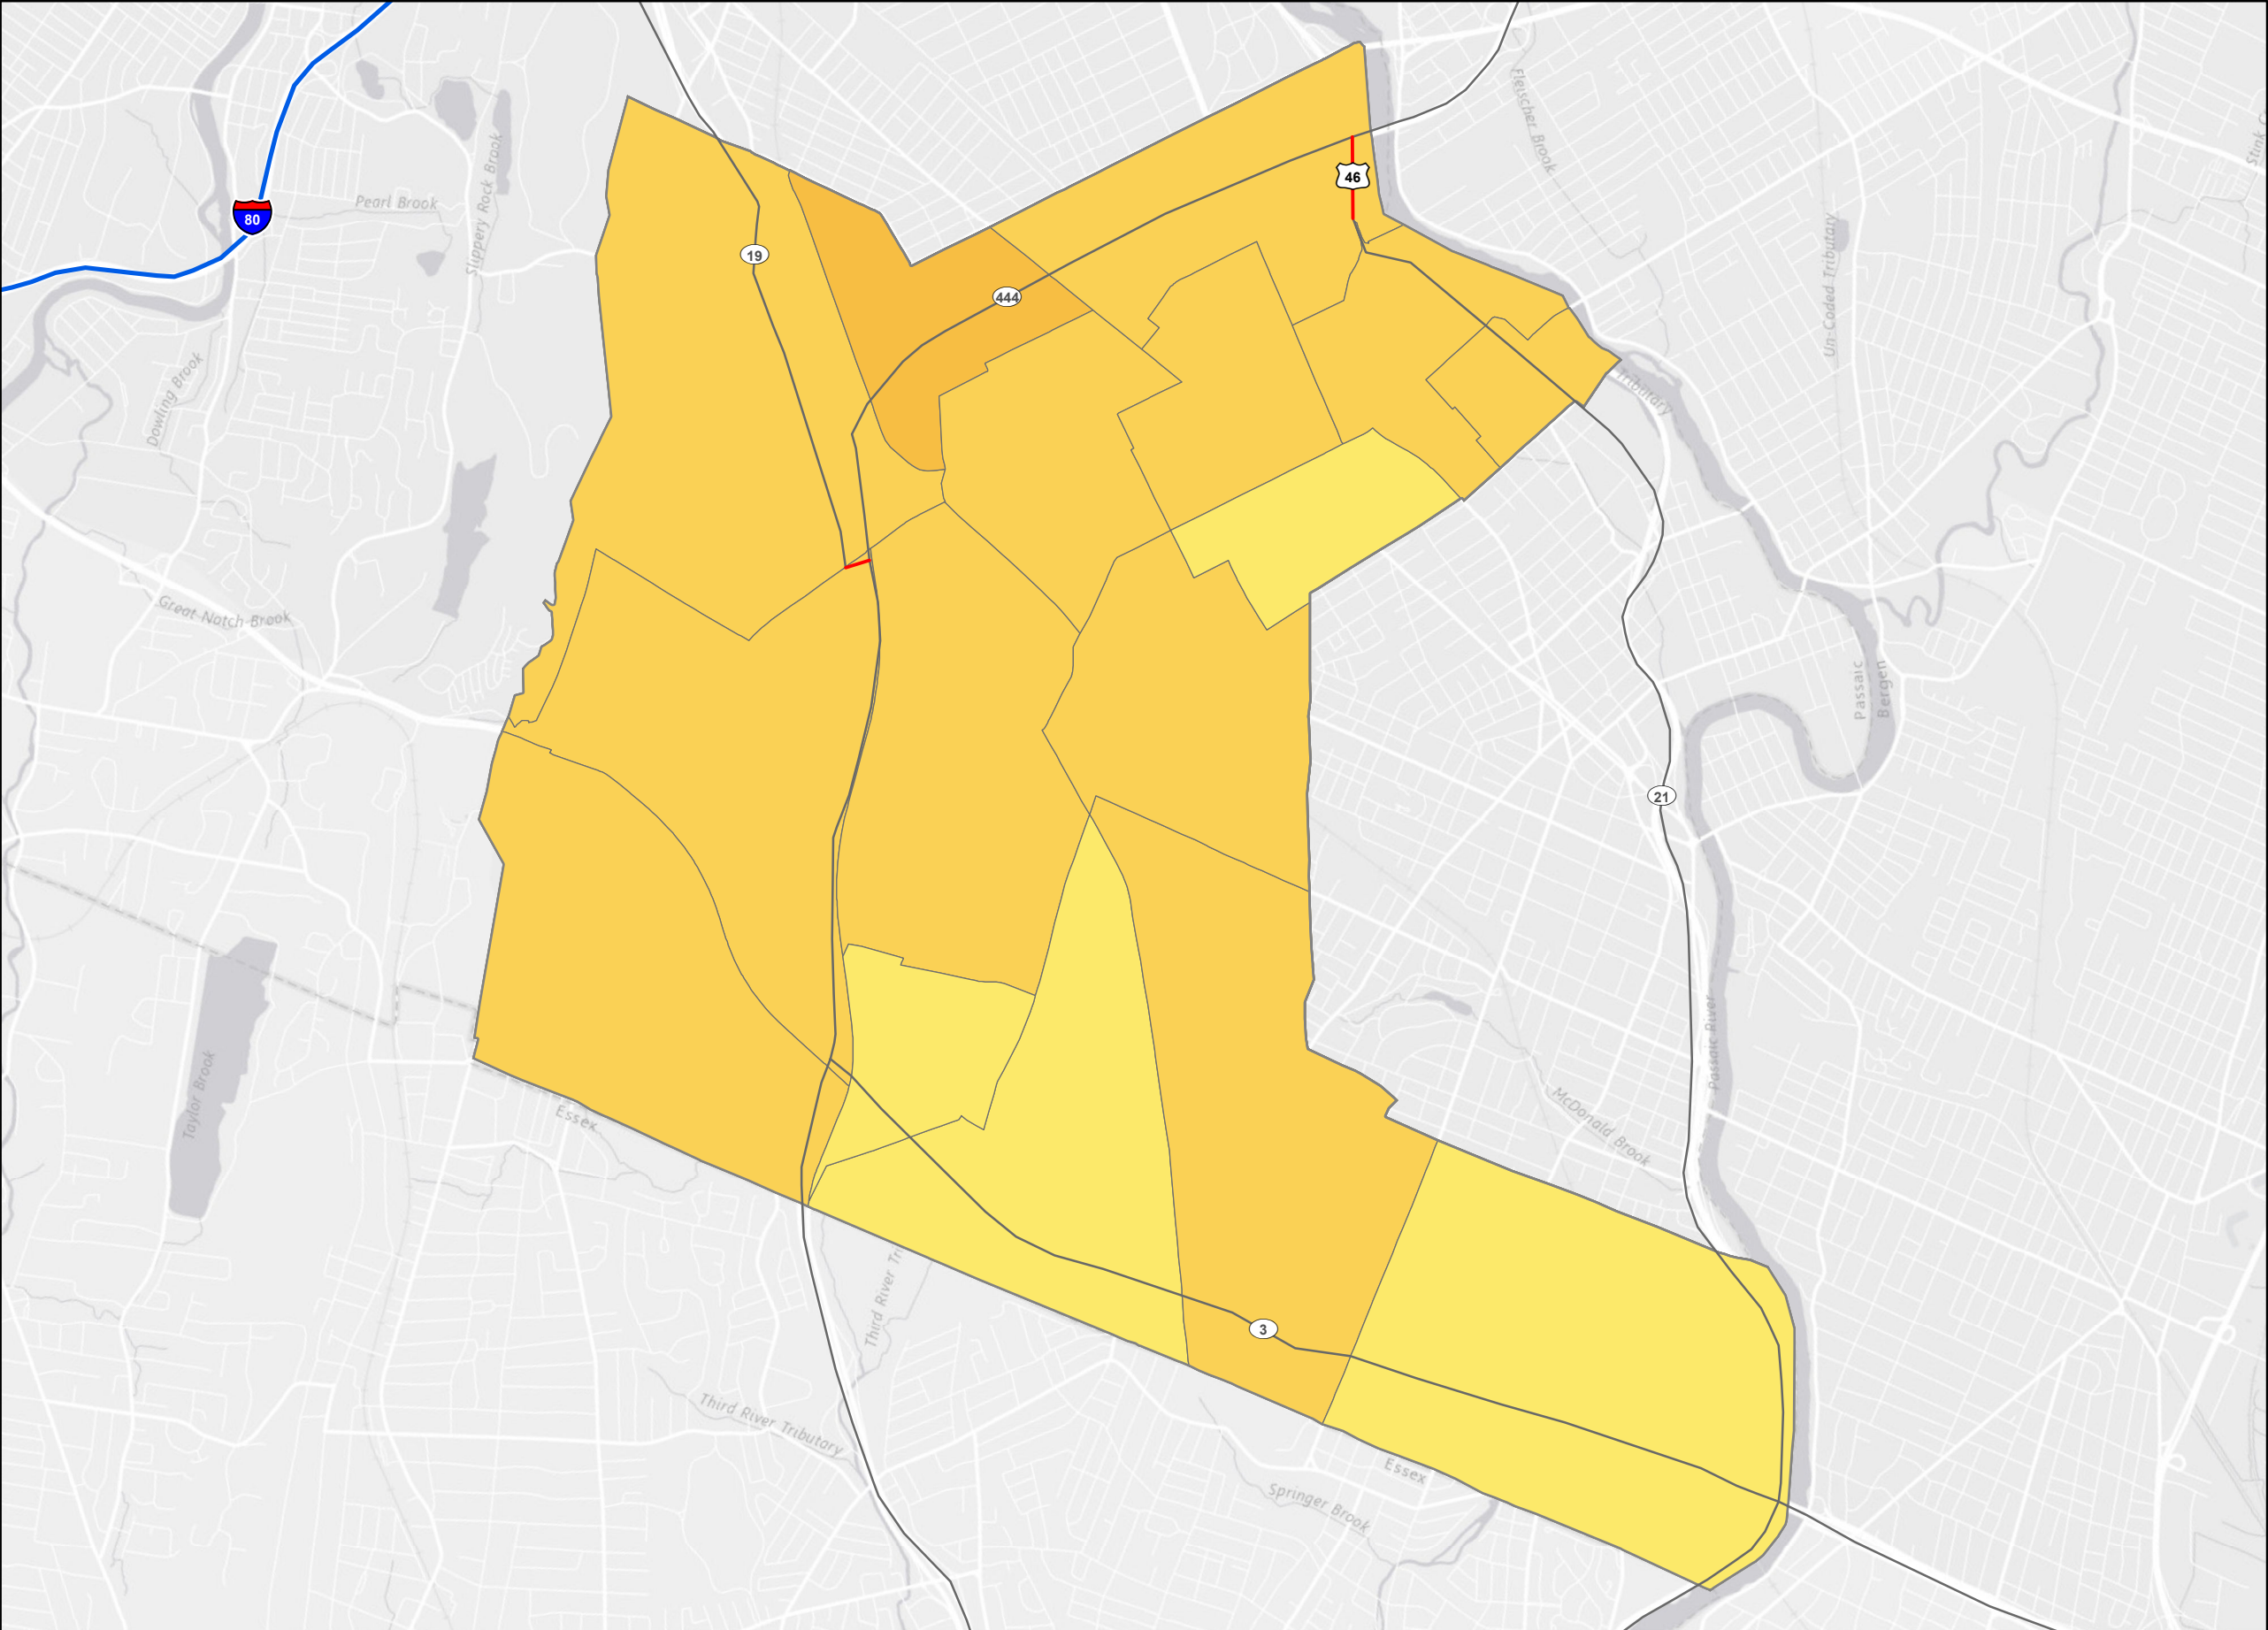 Fleischer Brook
Stink C
Slippery Rock Brook
46
Pearl Brook
80
19
Un-Coded Tributary
444
Dowling Brook
Tributary
Great Notch Brook
Passaic
Bergen
21
Passaic River
Taylor Brook
Essex
McDonald Brook
Third River Tri
3
Third River Tributary
Essex
Springer Brook